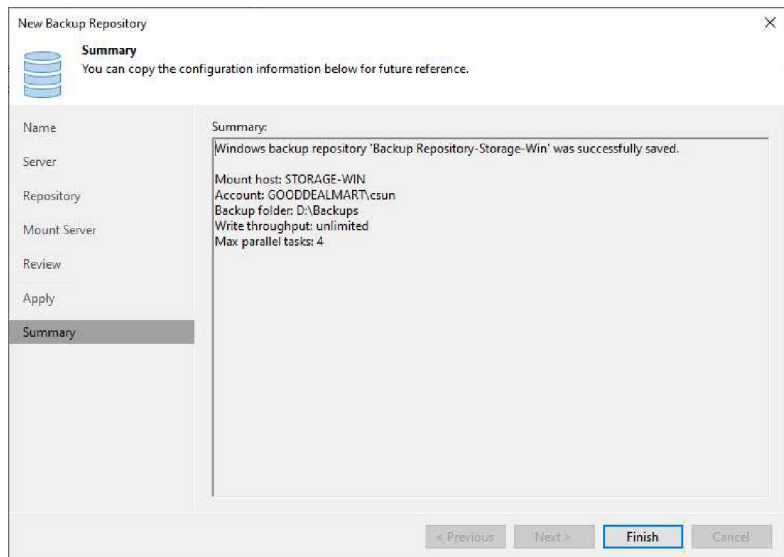 New Backup Repository
Summary
You can copy the configuration information below for future reference.
Name
Server
Repository
Mount Server
Review
Apply
Summary
Summary:
Windows backup repository 'Backup Repository-Storage-Win' was successfully saved.
Mount host: STORAGE-WIN
Account: GOODDEALMART\csun
Backup folder: D:\Backups
Write throughput: unlimited
Max parallel tasks: 4
< Previous
Next >
Finish
Cancel